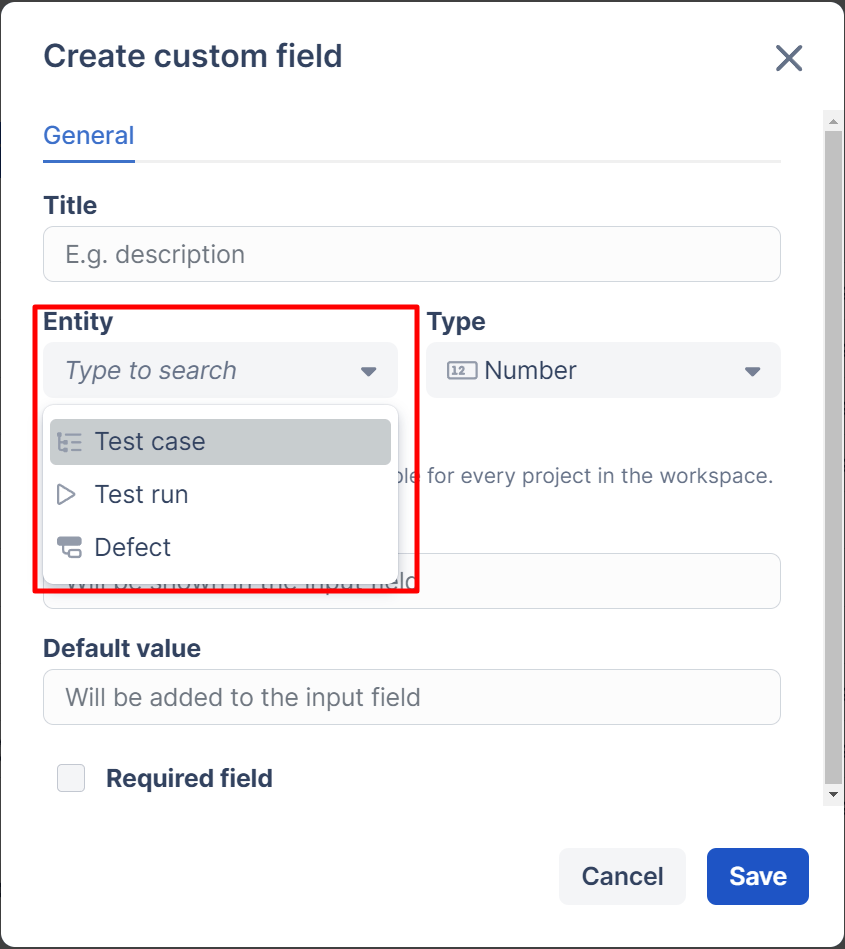 Create custom field
General
Title
E.g. description
Entity
Type
Type to search
12 Number
Test case
for every project in the workspace.
Test run
Defect
Will be shown in the input field
Default value
Will be added to the input field
Required field
Cancel
Save